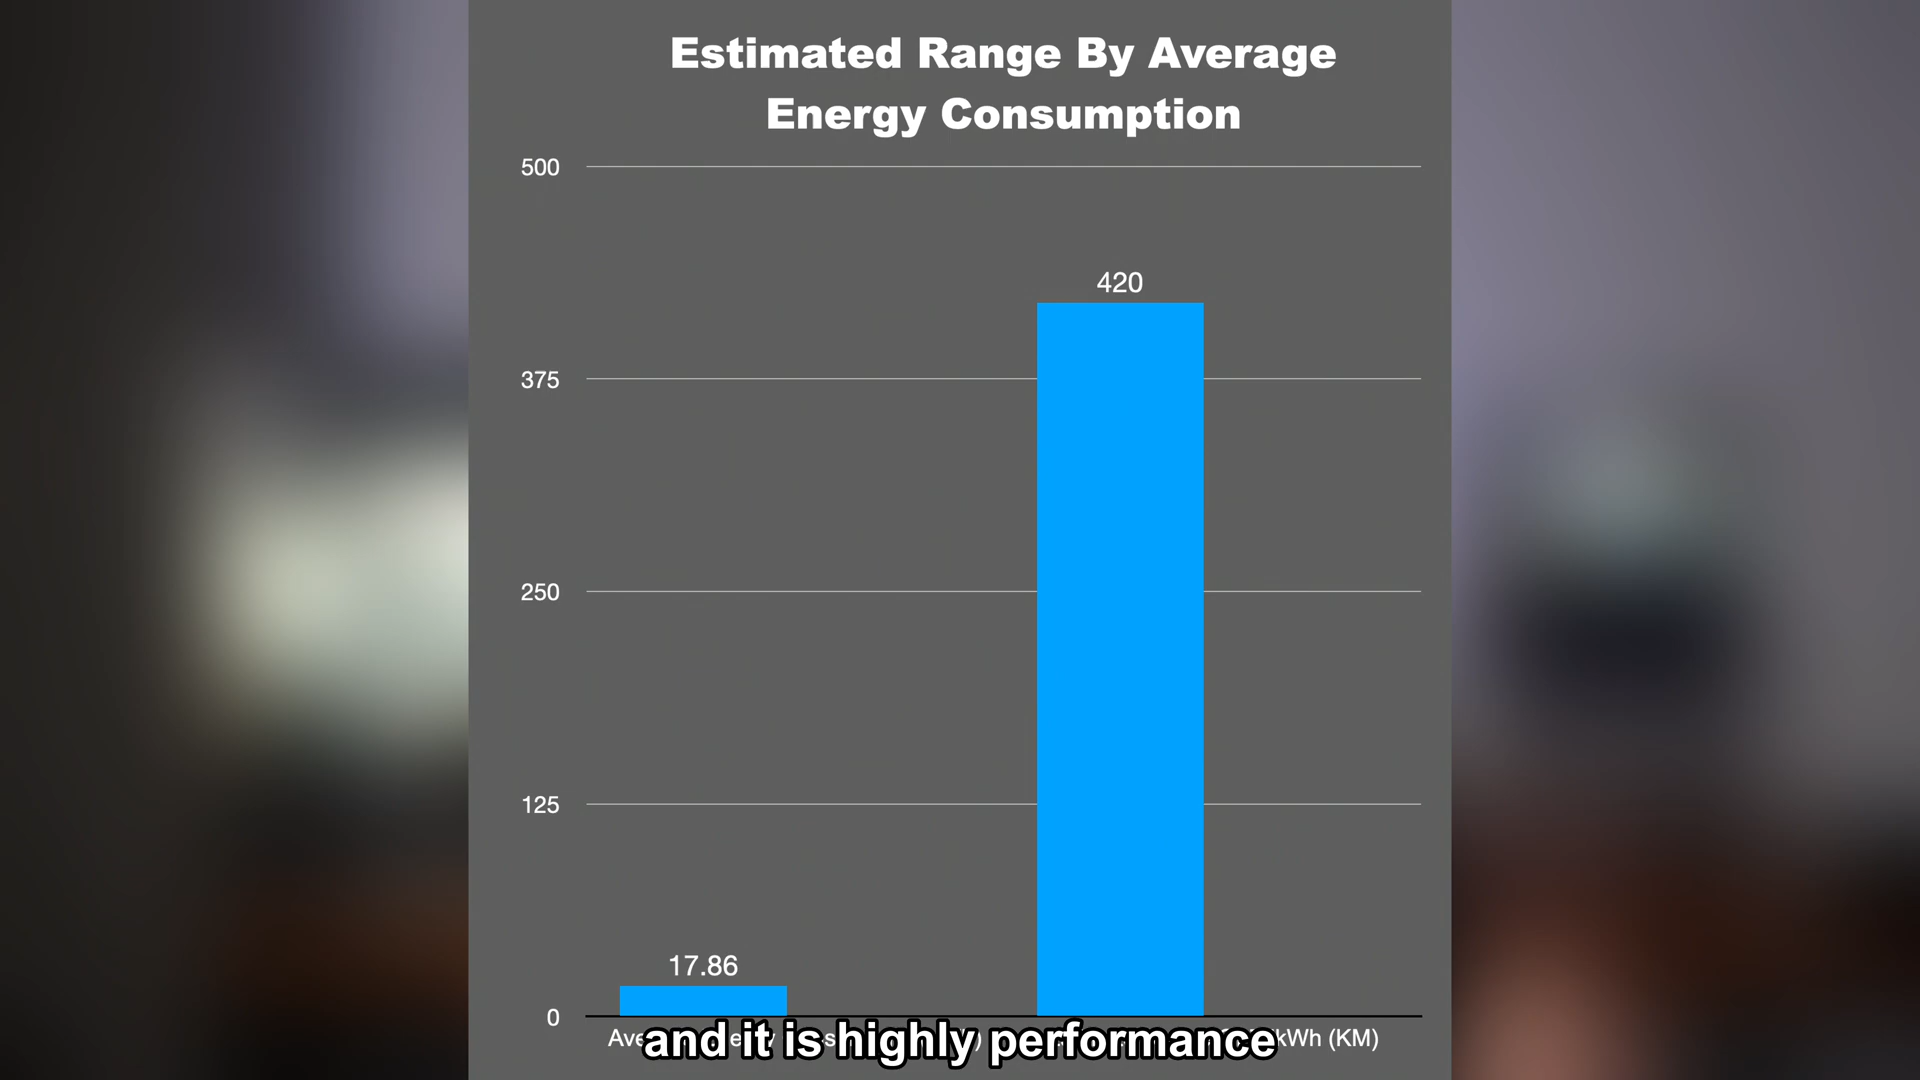 Estimated Range By Average
Energy Consumption
500
420
375
250
125
17.86
0
kWh (KM)
and it is highly performance